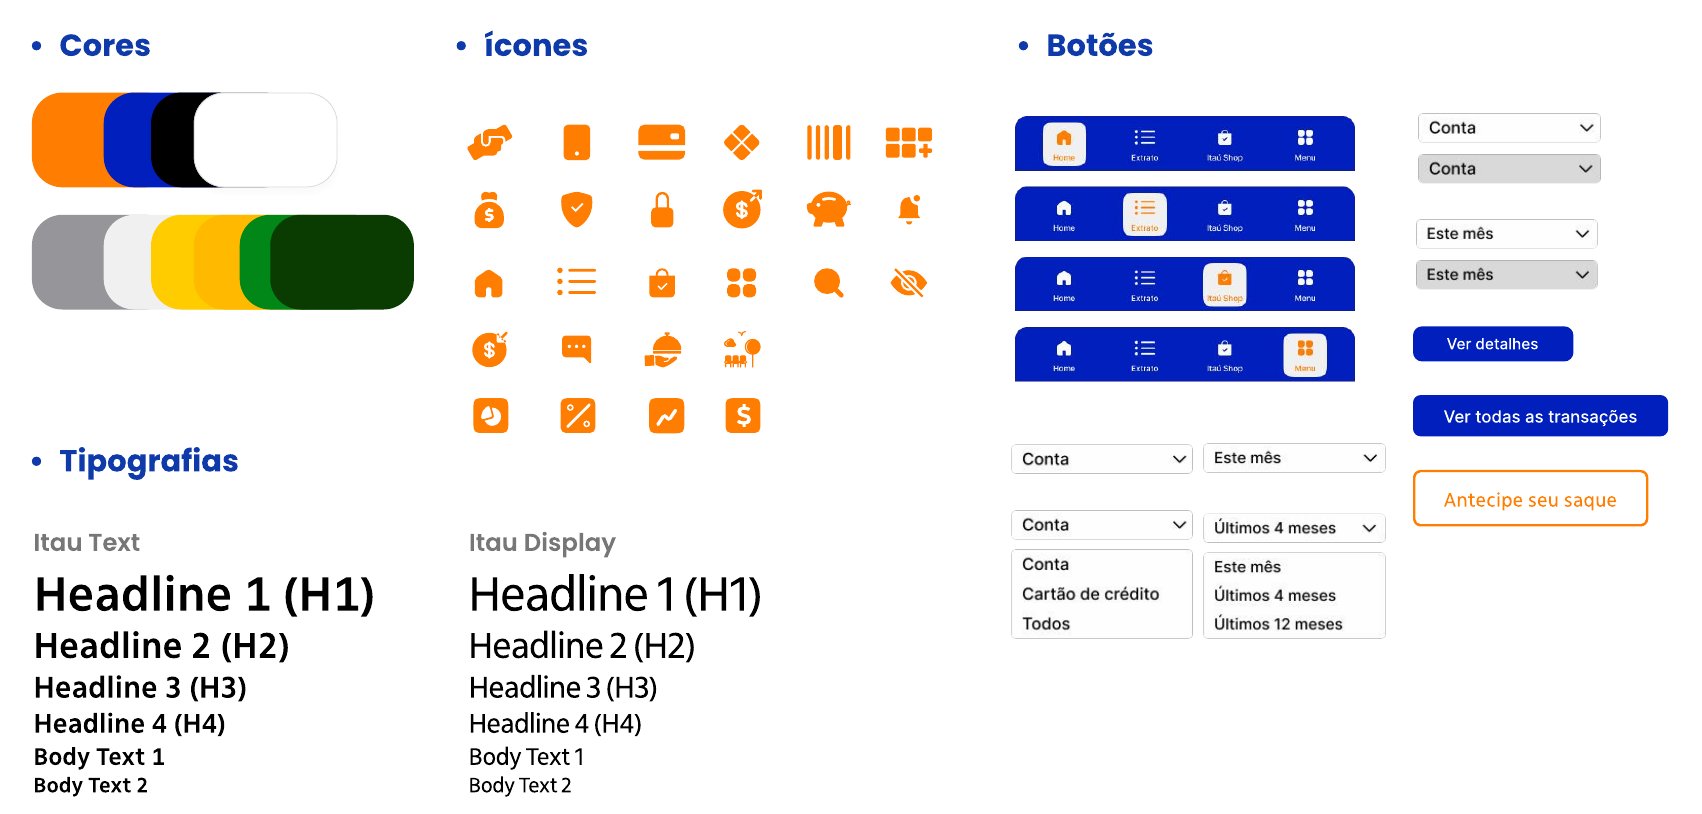 • Cores
• ícones
• Botões
Home Extrato Itaú Shop Menu
Home Extrato Itaú Shop Menu
Home Extrato Itaú Shop Menu
Home Extrato Itaú Shop Menu
Conta
Conta
Este mês
Este mês
Ver detalhes
Ver todas as transações
Antecipe seu saque
Conta
Este mês
Conta
Conta
Cartão de crédito
Todos
Últimos 4 meses
Este mês
Últimos 4 meses
Últimos 12 meses
• Tipografias
Itau Text
Headline 1 (H1)
Headline 2 (H2)
Headline 3 (H3)
Headline 4 (H4)
Body Text 1
Body Text 2
Itau Display
Headline 1 (H1)
Headline 2 (H2)
Headline 3 (H3)
Headline 4 (H4)
Body Text 1
Body Text 2